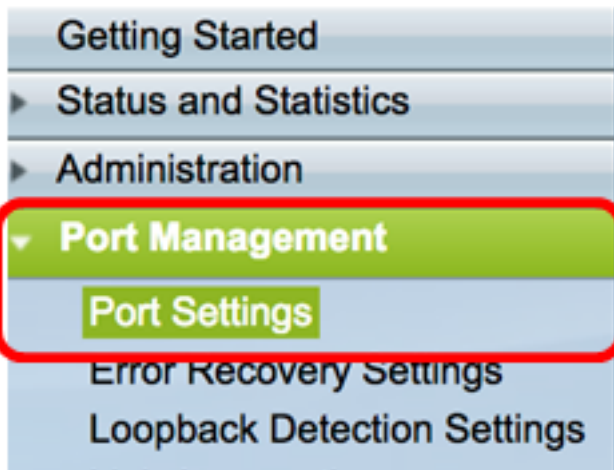 Getting Started
Status and Statistics
Administration
Port Management
Port Settings
Error Recovery Settings
Loopback Detection Settings